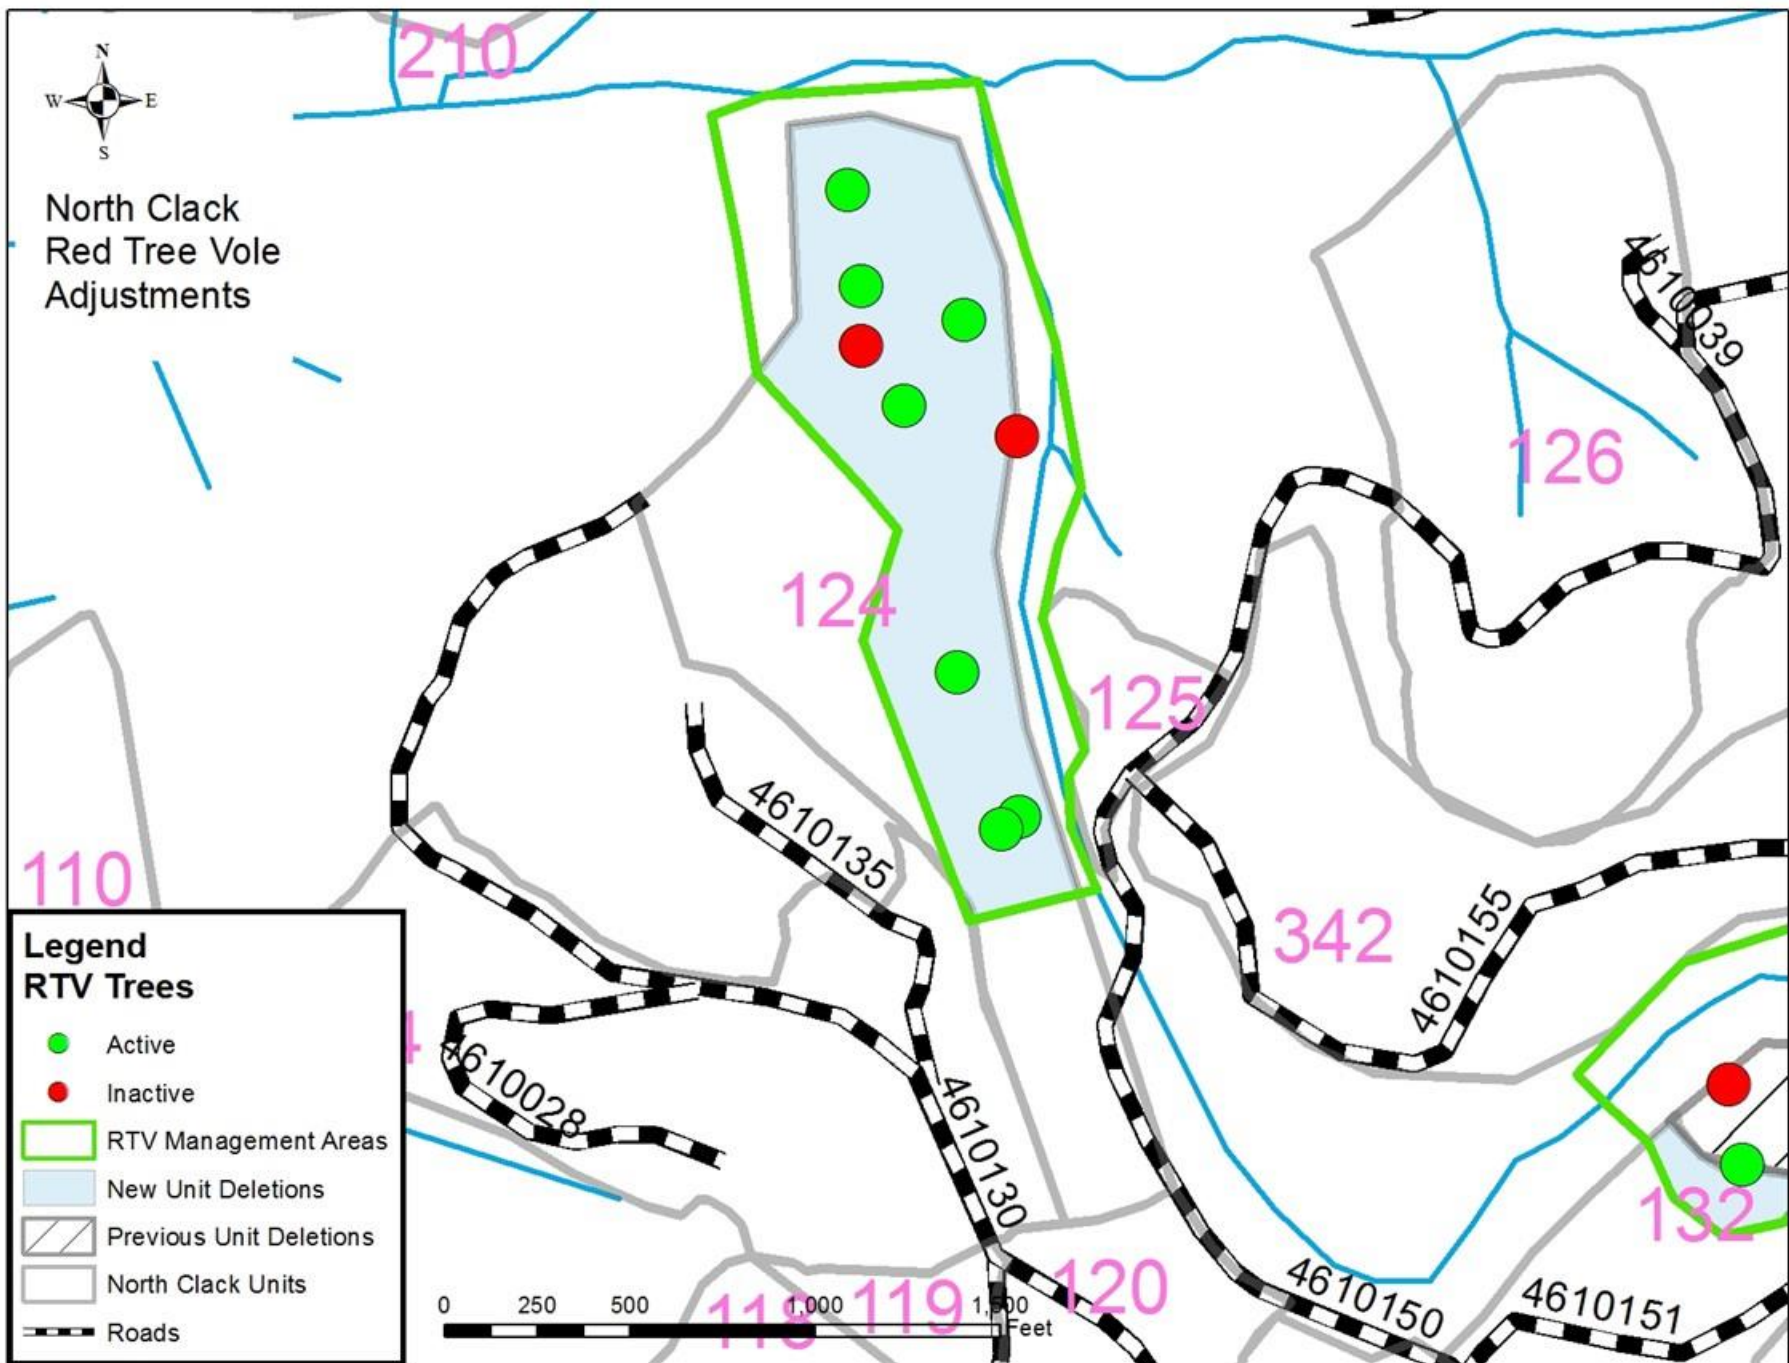 210
N
W E
S
North Clack
Red Tree Vole
Adjustments
4610039
126
124
125
4610135
110
342
4610155
4
4610028
4610130
132
118
119
120
4610150
4610151
Legend
RTV Trees
Active
Inactive
RTV Management Areas
New Unit Deletions
Previous Unit Deletions
North Clack Units
Roads
0 250 500 1,000 1,500
Feet